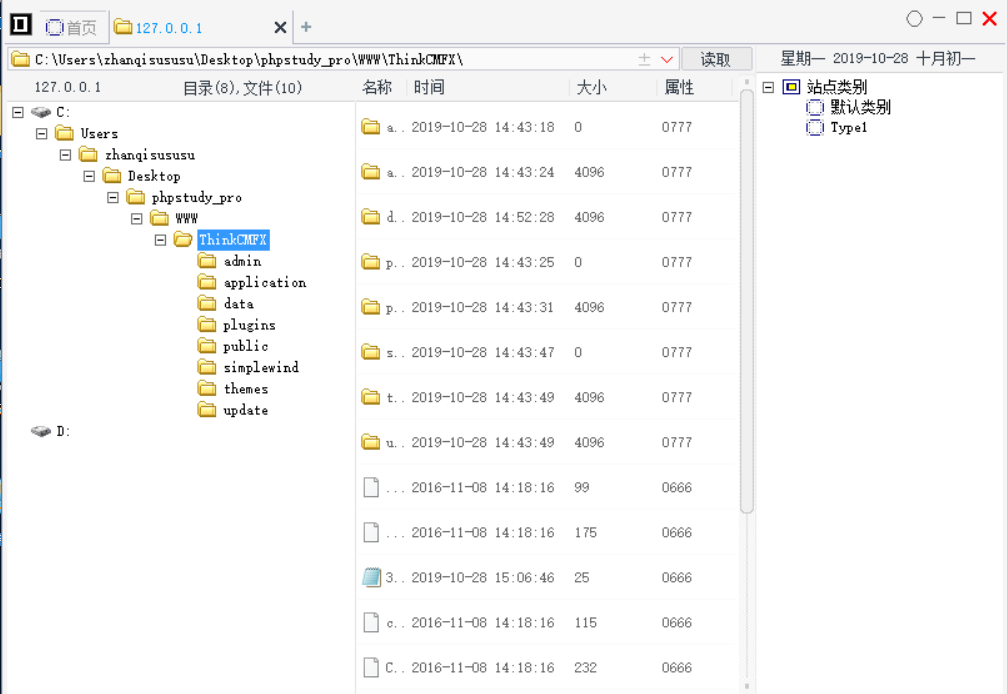 首页
127.0.0.1
C:\Users\zhanqisususu\Desktop\phpstudy_pro\WWW\ThinkCMFX\
读取
星期一 2019-10-28 十月初一
127.0.0.1 目录(8),文件(10)
名称 时间 大小 属性
C:
Users
zhanqisususu
Desktop
phpstudy_pro
WWW
ThinkCMFX
admin
application
data
plugins
public
simplewind
themes
update
D:
a.. 2019-10-28 14:43:18 0 0777
a.. 2019-10-28 14:43:24 4096 0777
d.. 2019-10-28 14:52:28 4096 0777
p.. 2019-10-28 14:43:25 0 0777
p.. 2019-10-28 14:43:31 4096 0777
s.. 2019-10-28 14:43:47 0 0777
t.. 2019-10-28 14:43:49 4096 0777
u.. 2019-10-28 14:43:49 4096 0777
... 2016-11-08 14:18:16 99 0666
... 2016-11-08 14:18:16 175 0666
3.. 2019-10-28 15:06:46 25 0666
c.. 2016-11-08 14:18:16 115 0666
C.. 2016-11-08 14:18:16 232 0666
站点类别
默认类别
Type1